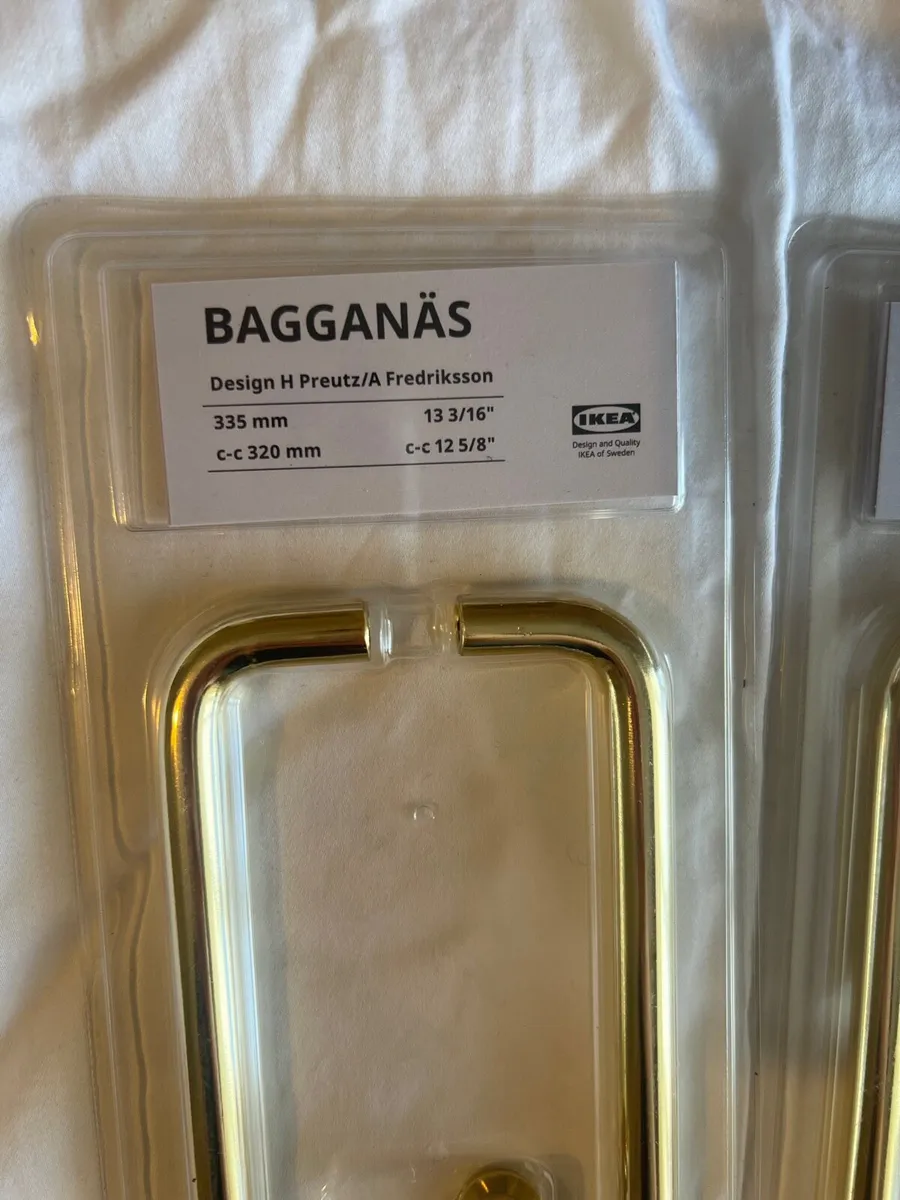 BAGGANÄS
Design H Preutz/A Fredriksson
335 mm 13 3/16"
c-c 320 mm c-c 12 5/8"
IKEA
Design and Quality
IKEA of Sweden